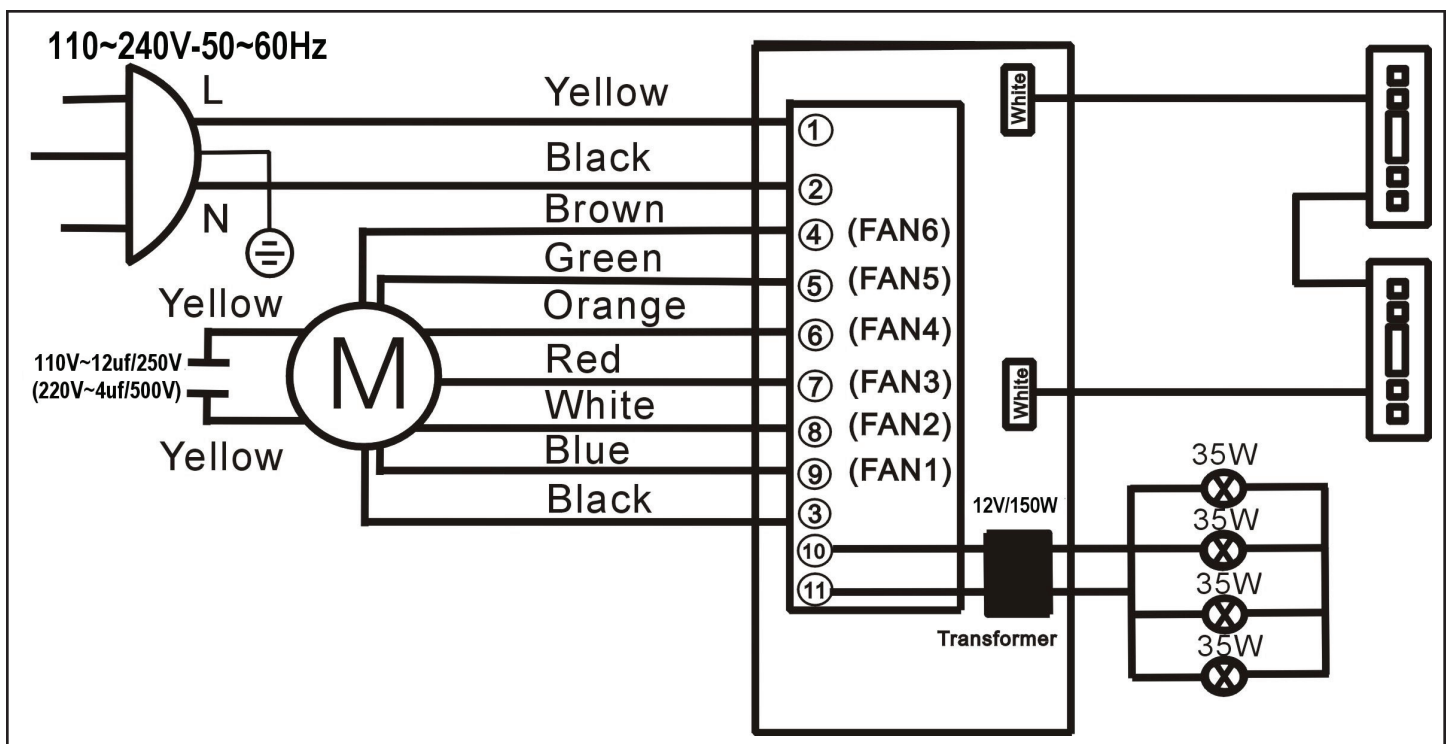 110~240V-50~60Hz
L
N
Yellow
Black
Brown
Green
Orange
Red
White
Blue
Black
Yellow
110V~12uf/250V
(220V~4uf/500V)
Yellow
M
1
2
4 (FAN6)
5 (FAN5)
6 (FAN4)
7 (FAN3)
8 (FAN2)
9 (FAN1)
3
10
11
White
White
12V/150W
Transformer
35W
35W
35W
35W